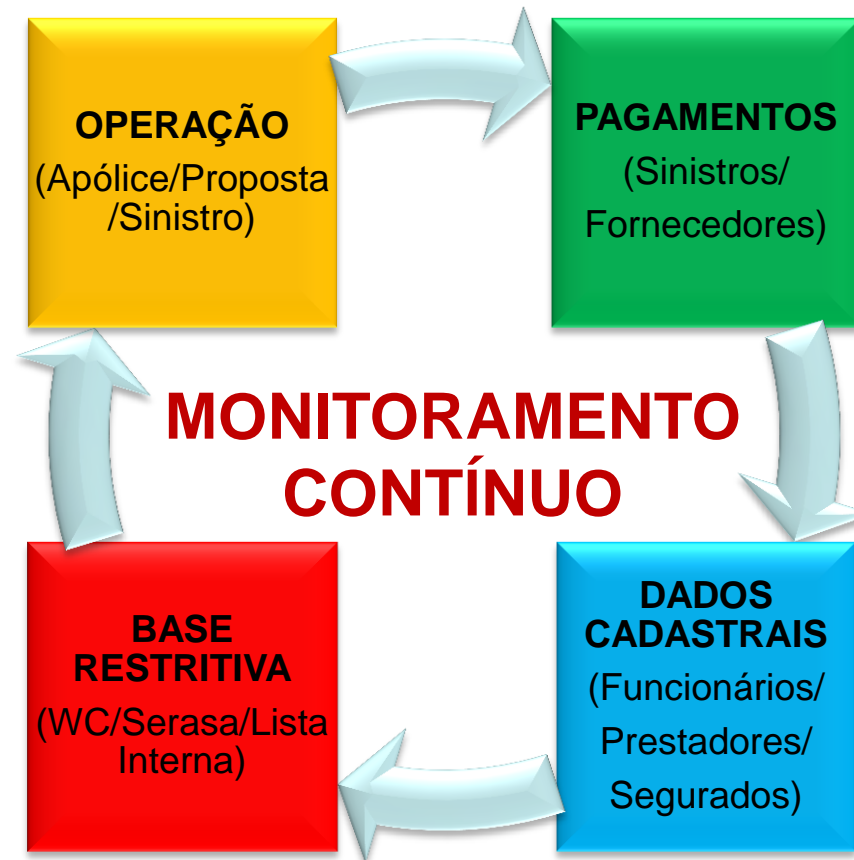 OPERAÇÃO
(Apólice/Proposta
/Sinistro)
PAGAMENTOS
(Sinistros/
Fornecedores)
MONITORAMENTO
CONTÍNUO
BASE
RESTRITIVA
(WC/Serasa/Lista
Interna)
DADOS
CADASTRAIS
(Funcionários/
Prestadores/
Segurados)